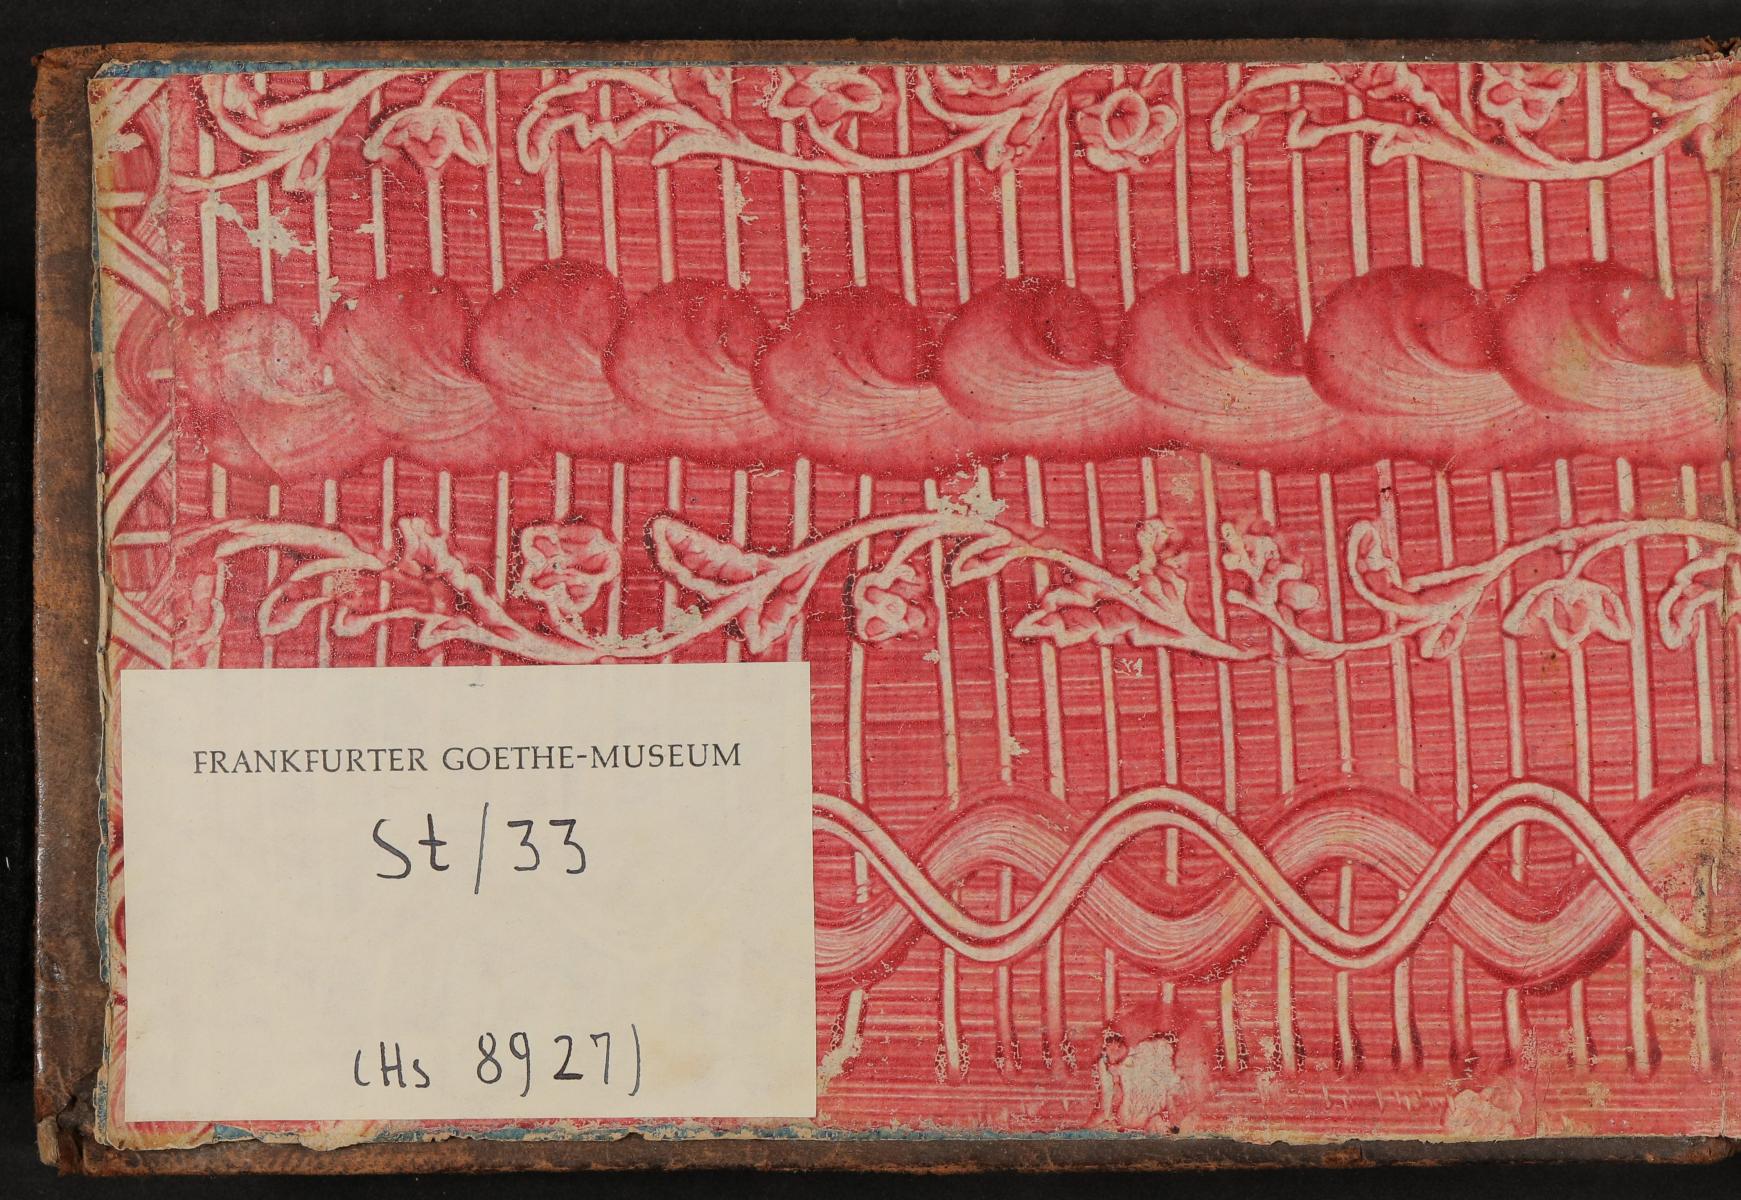 FRANKFURTER GOETHE-MUSEUM
St/33
(Hs 8927)